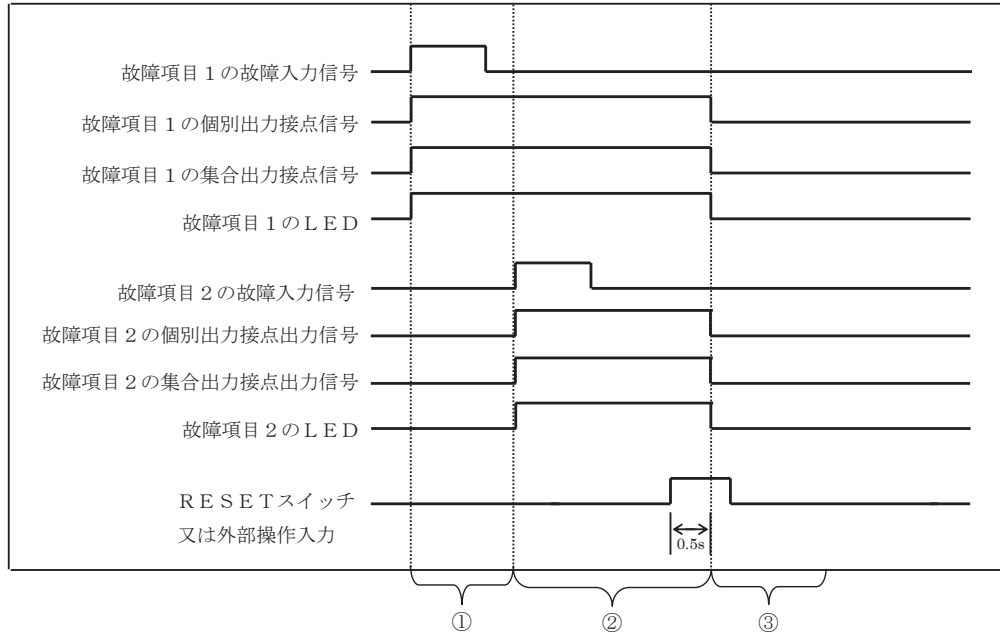 故障項目１の故障入力信号
故障項目１の個別出力接点信号
故障項目１の集合出力接点信号
故障項目１のＬＥＤ
故障項目２の故障入力信号
故障項目２の個別出力接点出力信号
故障項目２の集合出力接点出力信号
故障項目２のＬＥＤ
ＲＥＳＥＴスイッチ
又は外部操作入力
0.5s
① ② ③